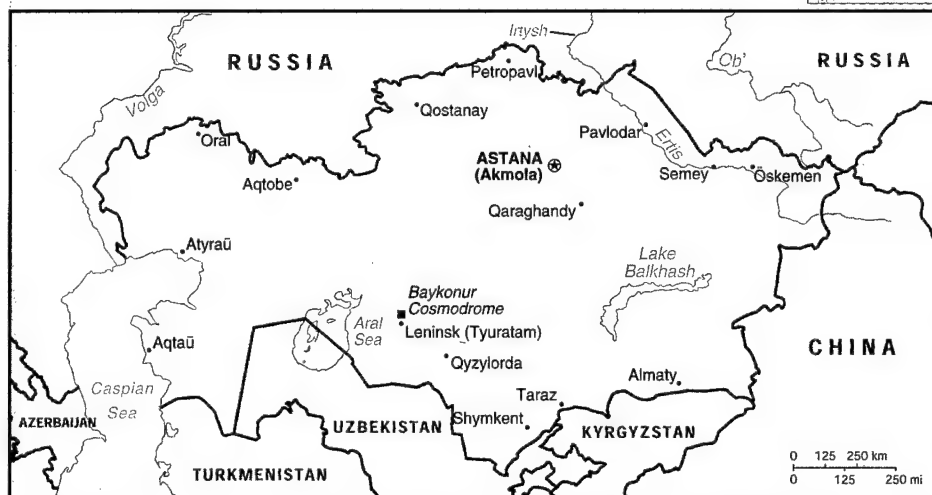 Irtysh
RUSSIA
Ob'
RUSSIA
Petropavl
Volga
Qostanay
Pavlodar
Oral
Ertis
ASTANA
(Akmola)
Semey
Öskemen
Aqtobe
Qaraghandy
Atyraū
Lake
Balkhash
Baykonur
Cosmodrome
Aral
Sea
Leninsk (Tyuratam)
Aqtaū
CHINA
Qyzylorda
Caspian
Sea
Almaty
Taraz
AZERBAIJAN
Shymkent
UZBEKISTAN
KYRGYZSTAN
TURKMENISTAN
0 125 250 km
0 125 250 mi